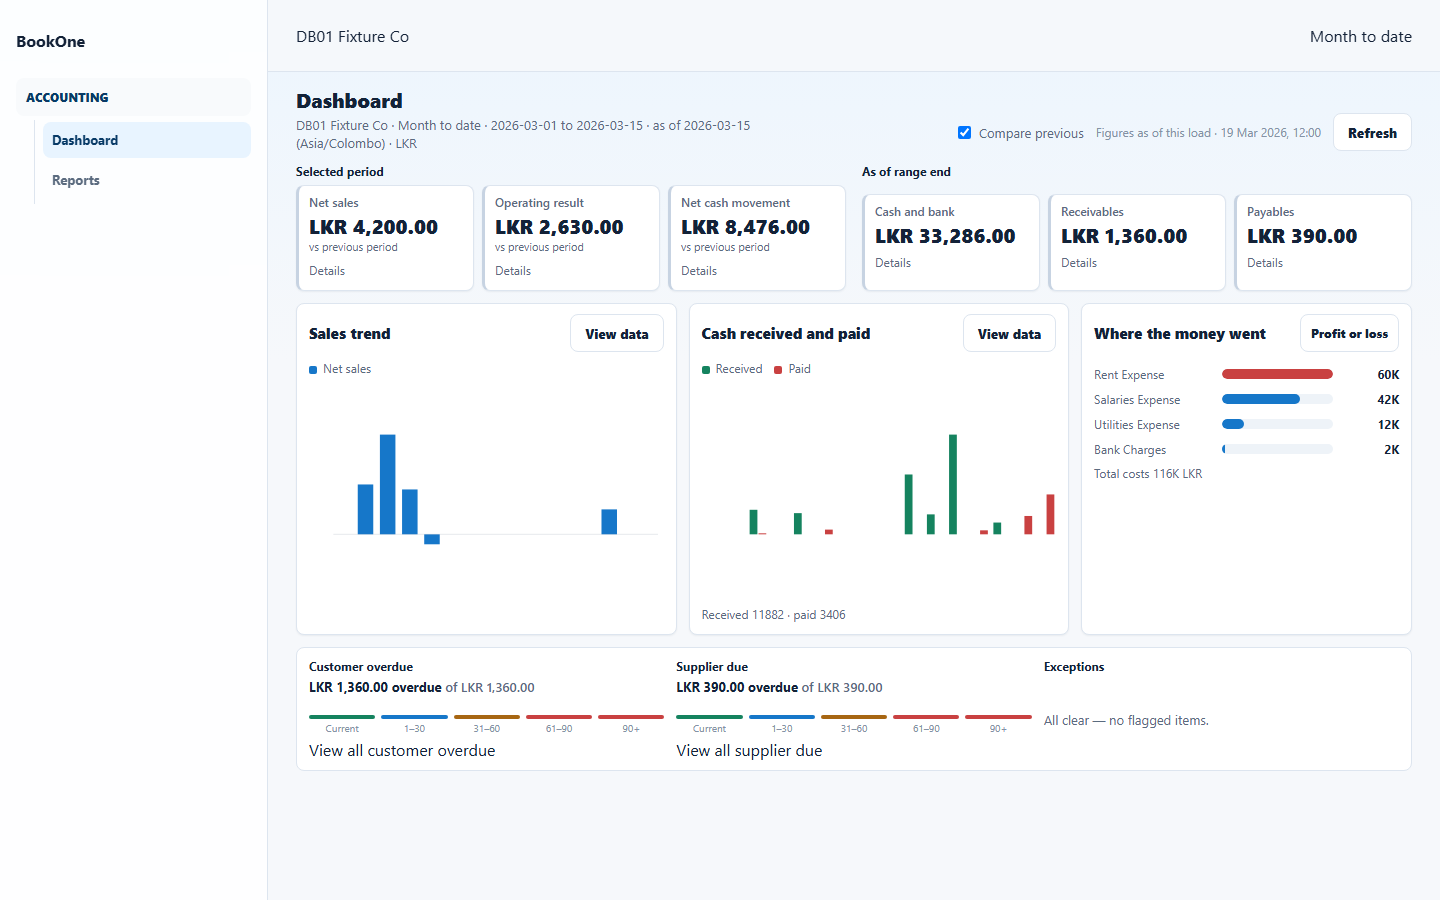 BookOne
ACCOUNTING
Dashboard
Reports
DB01 Fixture Co
Month to date
Dashboard
DB01 Fixture Co · Month to date · 2026-03-01 to 2026-03-15 · as of 2026-03-15
(Asia/Colombo) · LKR
Compare previous
Figures as of this load · 19 Mar 2026, 12:00
Refresh
Selected period
Net sales
LKR 4,200.00
vs previous period
Details
Operating result
LKR 2,630.00
vs previous period
Details
Net cash movement
LKR 8,476.00
vs previous period
Details
As of range end
Cash and bank
LKR 33,286.00
Details
Receivables
LKR 1,360.00
Details
Payables
LKR 390.00
Details
Sales trend
View data
Net sales
Cash received and paid
View data
Received
Paid
Received 11882 · paid 3406
Where the money went
Profit or loss
Rent Expense 60K
Salaries Expense 42K
Utilities Expense 12K
Bank Charges 2K
Total costs 116K LKR
Customer overdue
LKR 1,360.00 overdue of LKR 1,360.00
Current 1–30 31–60 61–90 90+
View all customer overdue
Supplier due
LKR 390.00 overdue of LKR 390.00
Current 1–30 31–60 61–90 90+
View all supplier due
Exceptions
All clear — no flagged items.